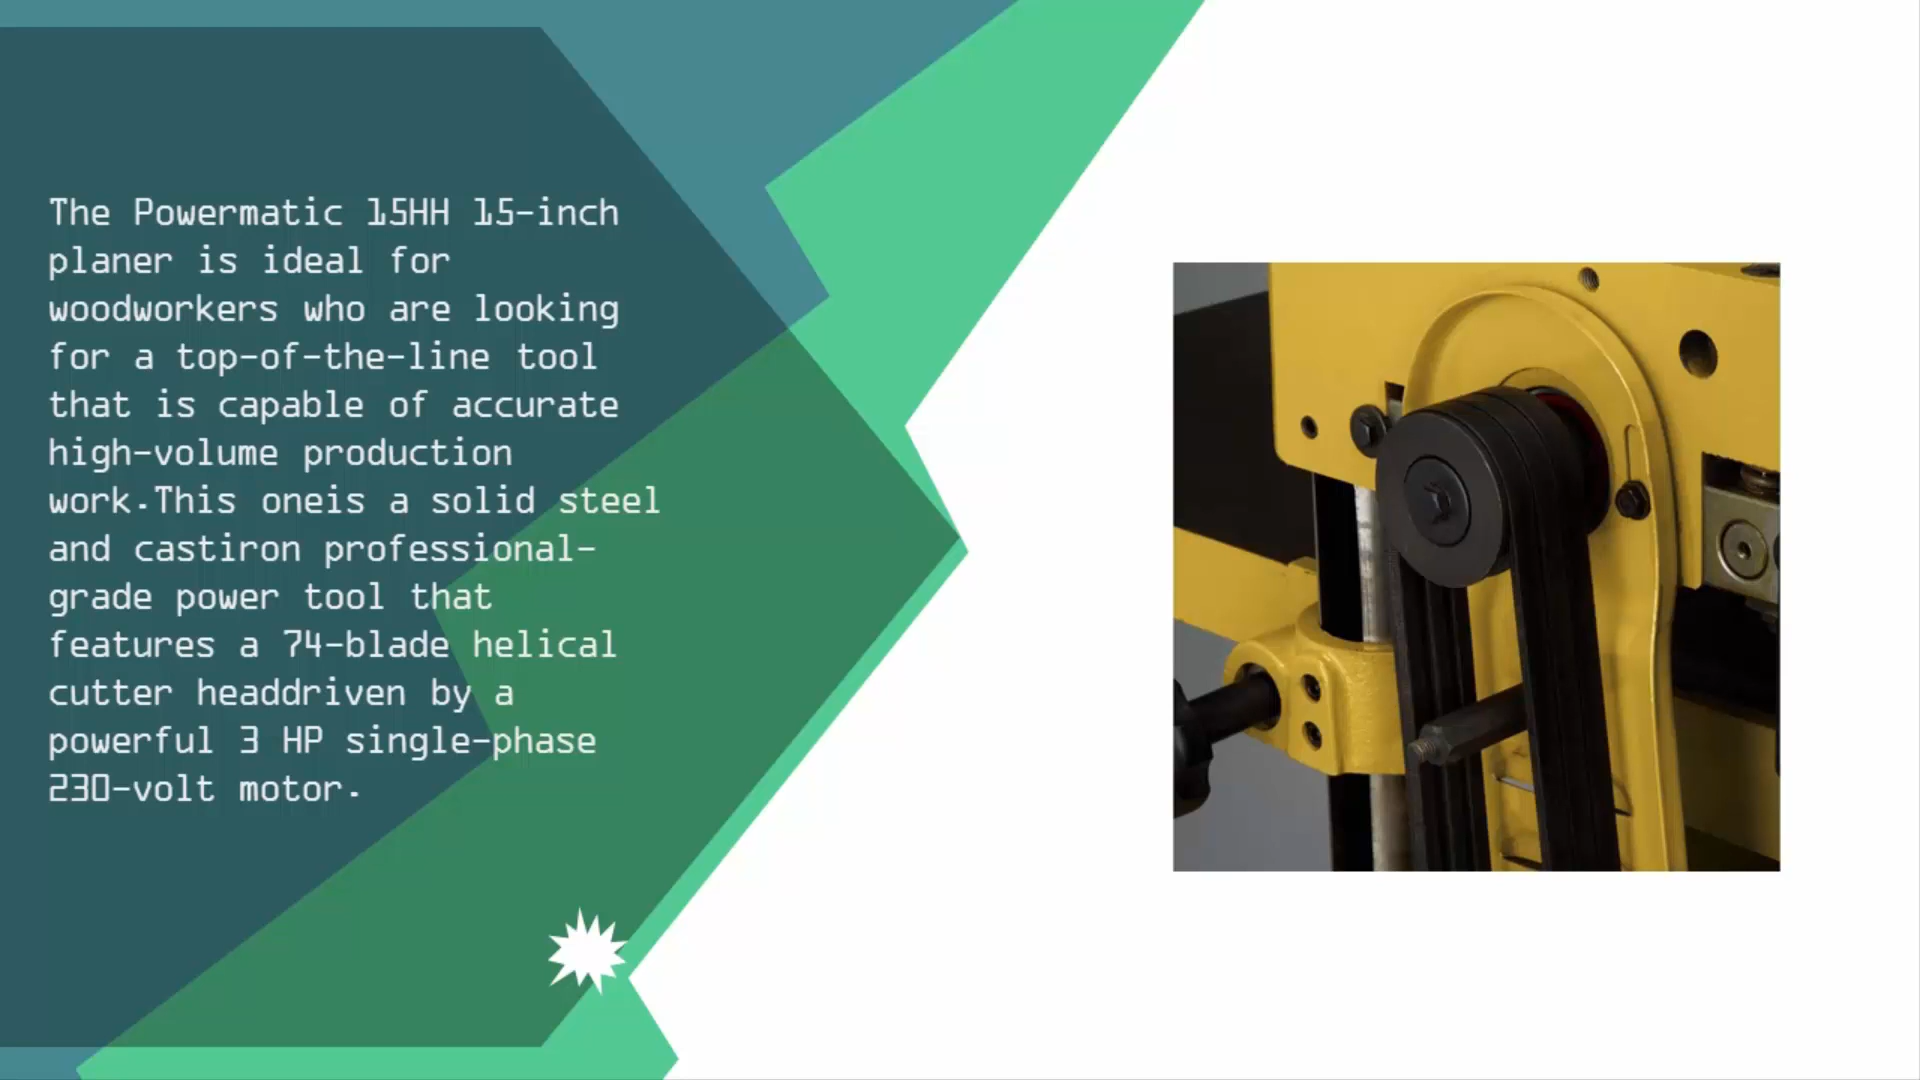 The Powermatic 15HH 15-inch
planer is ideal for
woodworkers who are looking
for a top-of-the-line tool
that is capable of accurate
high-volume production
work.This oneis a solid steel
and castiron professional-
grade power tool that
features a 74-blade helical
cutter headdriven by a
powerful 3 HP single-phase
230-volt motor.